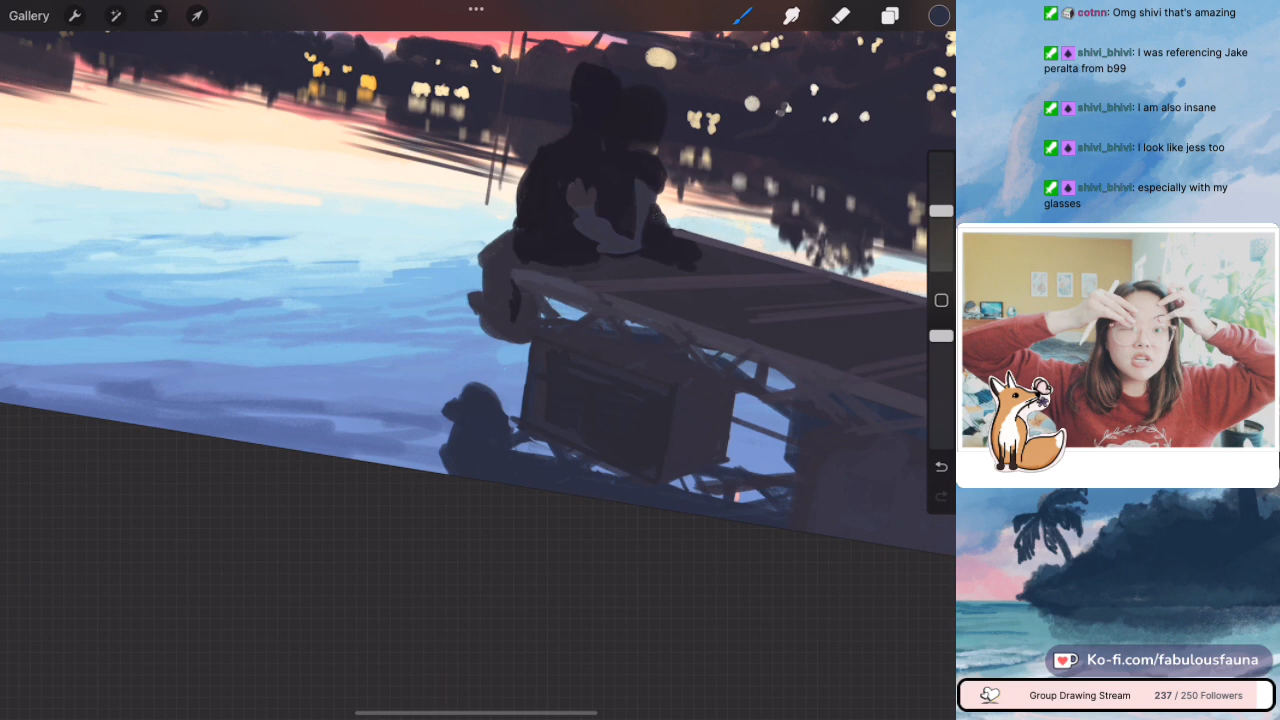 Gallery
cotnn: Omg shivi that's amazing
shivi_bhivi: I was referencing Jake
peralta from b99
shivi_bhivi: I am also insane
shivi_bhivi: I look like jess too
shivi_bhivi: especially with my
glasses
Ko-fi.com/fabulousfauna
Group Drawing Stream 237 / 250 Followers